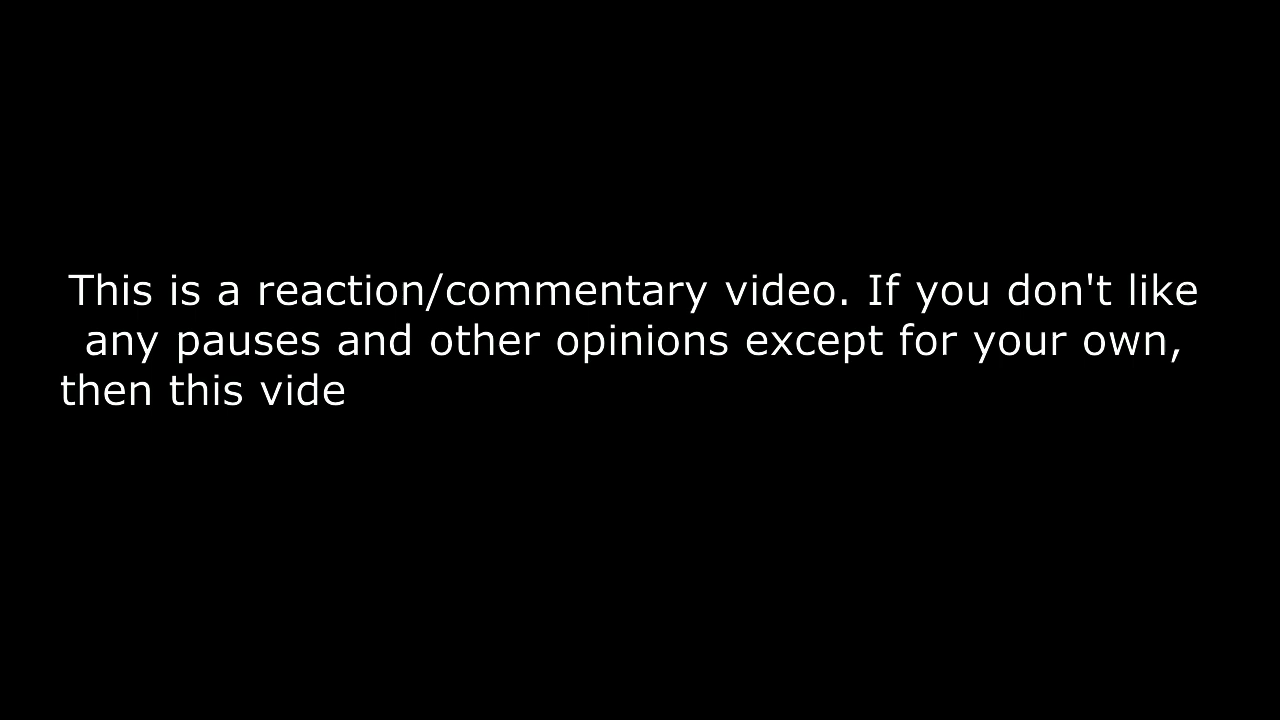 This is a reaction/commentary video. If you don't like
any pauses and other opinions except for your own,
then this vide